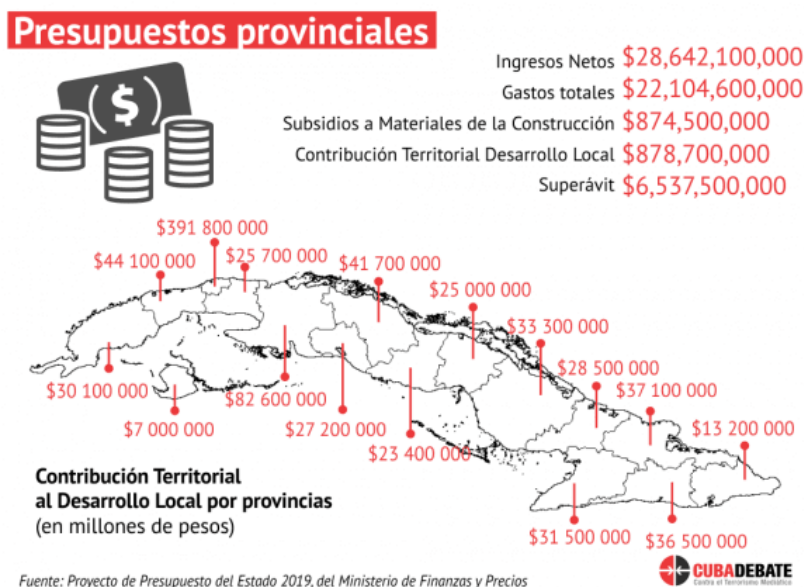 Presupuestos provinciales
Ingresos Netos $28,642,100,000
Gastos totales $22,104,600,000
Subsidios a Materiales de la Construcción $874,500,000
Contribución Territorial Desarrollo Local $878,700,000
Superávit $6,537,500,000
$
$391 800 000
$44 100 000
$25 700 000
$41 700 000
$25 000 000
$33 300 000
$28 500 000
$37 100 000
$13 200 000
$30 100 000
$7 000 000
$82 600 000
$27 200 000
$23 400 000
$31 500 000
$36 500 000
Contribución Territorial
al Desarrollo Local por provincias
(en millones de pesos)
CUBADEBATE
Contra el Terrorismo Mediático
Fuente: Proyecto de Presupuesto del Estado 2019, del Ministerio de Finanzas y Precios